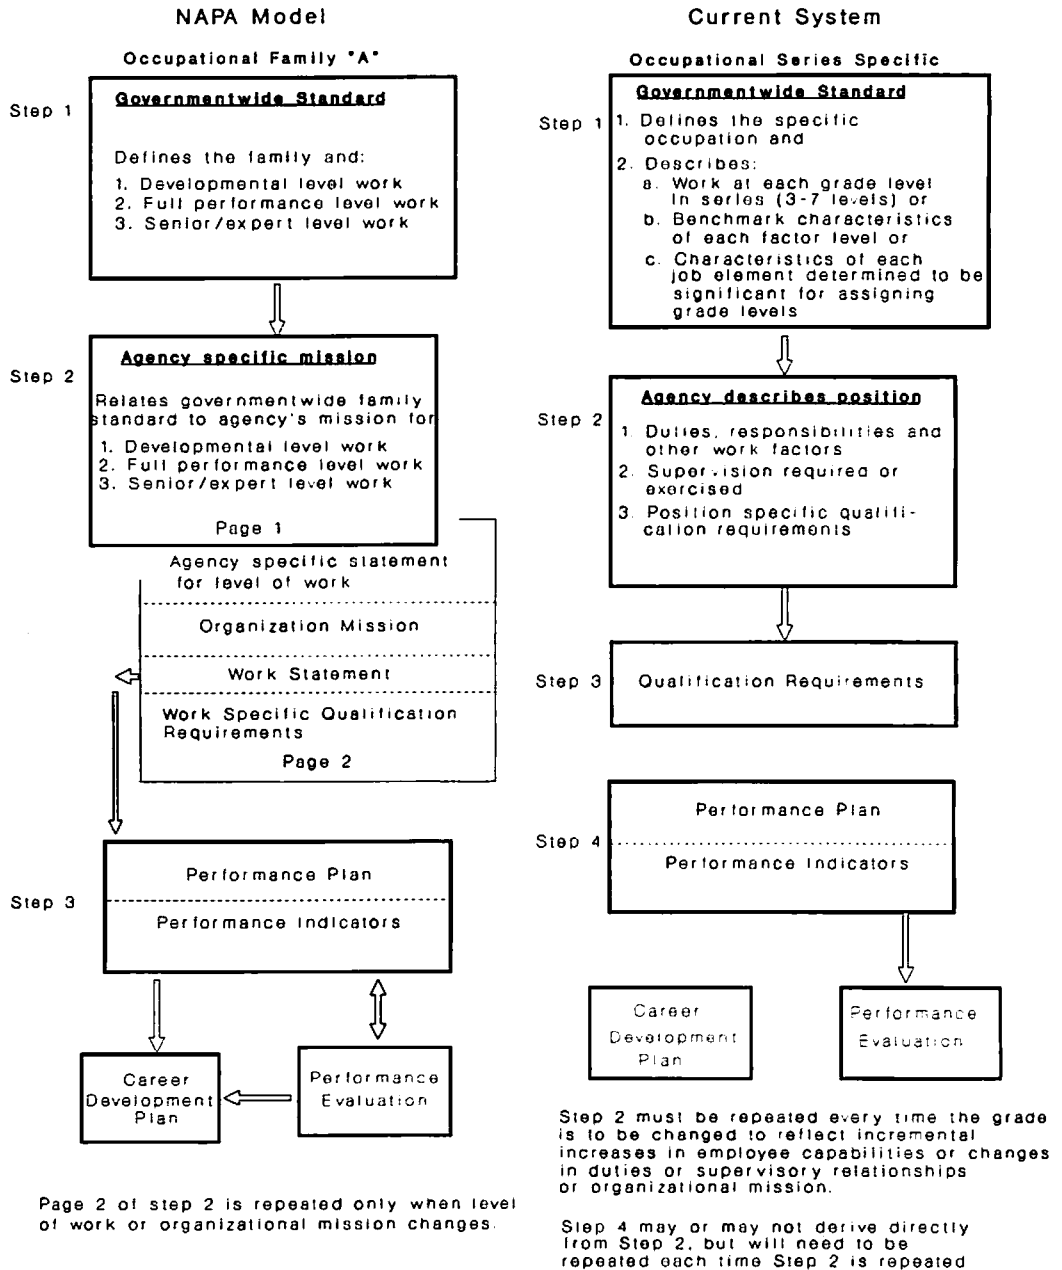 NAPA Model
Occupational Family "A"
Step 1
Governmentwide Standard
Defines the family and:
1. Developmental level work
2. Full performance level work
3. Senior/expert level work
Step 2
Agency specific mission
Relates governmentwide family
standard to agency's mission for
1. Developmental level work
2. Full performance level work
3. Senior/expert level work
Page 1
Agency specific statement
for level of work
Organization Mission
Work Statement
Work Specific Qualification
Requirements
Page 2
Step 3
Performance Plan
Performance Indicators
Career
Development
Plan
Performance
Evaluation
Page 2 of step 2 is repeated only when level
of work or organizational mission changes.
Current System
Occupational Series Specific
Step 1
Governmentwide Standard
1. Defines the specific
occupation and
2. Describes:
a. Work at each grade level
in series (3-7 levels) or
b. Benchmark characteristics
of each factor level or
c. Characteristics of each
job element determined to be
significant for assigning
grade levels
Step 2
Agency describes position
1. Duties, responsibilities and
other work factors
2. Supervision required or
exercised
3. Position specific qualifi-
cation requirements
Step 3
Qualification Requirements
Step 4
Performance Plan
Performance Indicators
Career
Development
Plan
Performance
Evaluation
Step 2 must be repeated every time the grade
is to be changed to reflect incremental
increases in employee capabilities or changes
in duties or supervisory relationships
or organizational mission.
Step 4 may or may not derive directly
from Step 2, but will need to be
repeated each time Step 2 is repeated